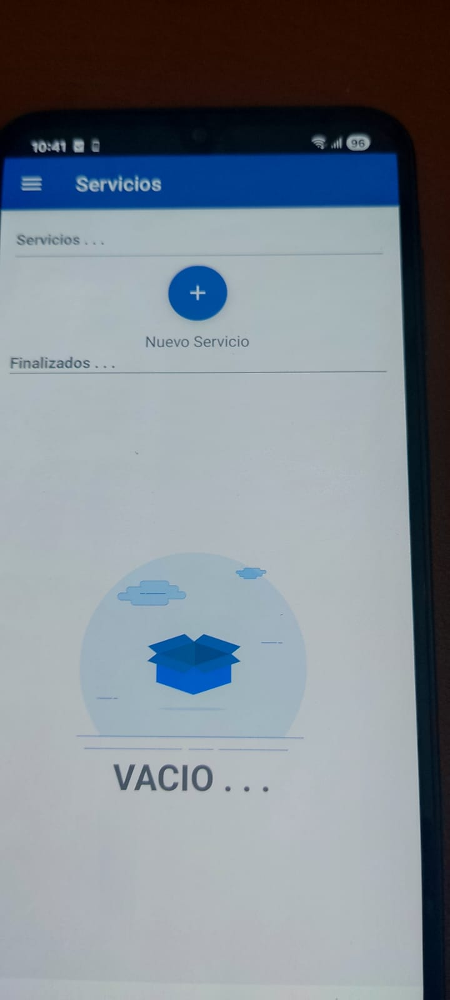 10:41 96
Servicios
Servicios . . .
+
Nuevo Servicio
Finalizados . . .
VACIO . . .